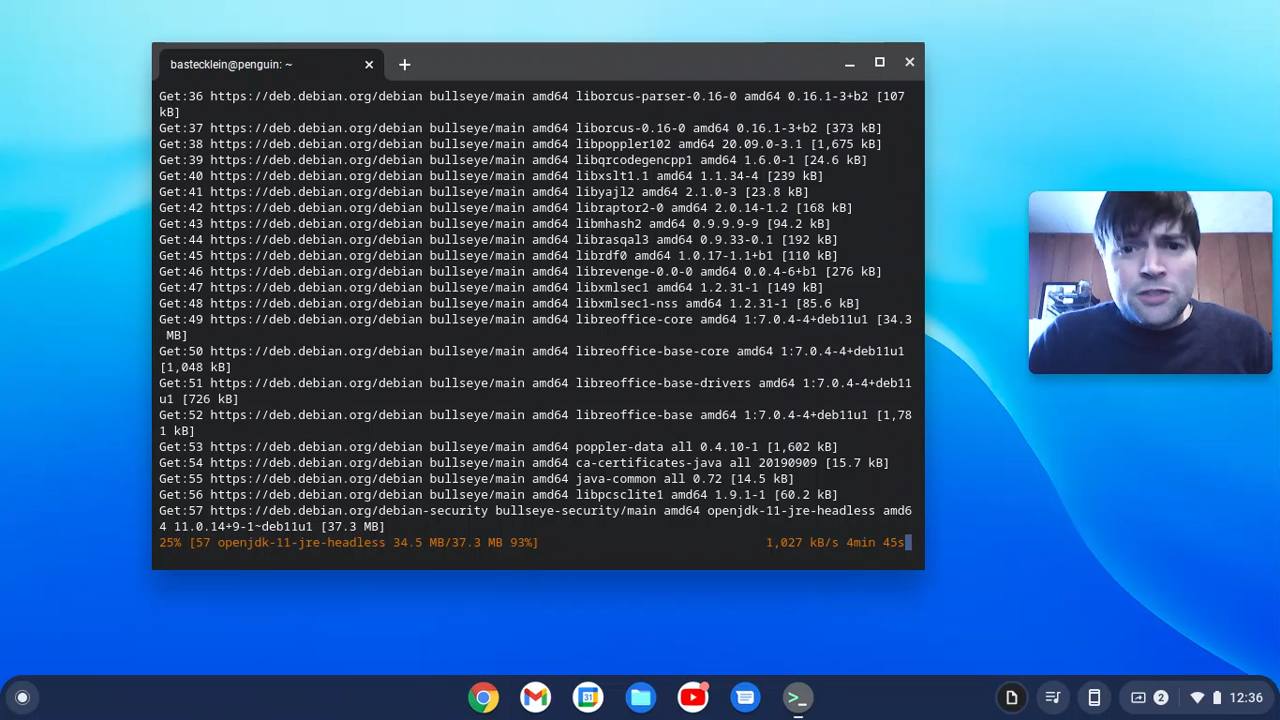 bastecklein@penguin: ~
Get:36 https://deb.debian.org/debian bullseye/main amd64 liborcus-parser-0.16-0 amd64 0.16.1-3+b2 [107
kB]
Get:37 https://deb.debian.org/debian bullseye/main amd64 liborcus-0.16-0 amd64 0.16.1-3+b2 [373 kB]
Get:38 https://deb.debian.org/debian bullseye/main amd64 libpoppler102 amd64 20.09.0-3.1 [1,675 kB]
Get:39 https://deb.debian.org/debian bullseye/main amd64 libqrcodegencpp1 amd64 1.6.0-1 [24.6 kB]
Get:40 https://deb.debian.org/debian bullseye/main amd64 libxslt1.1 amd64 1.1.34-4 [239 kB]
Get:41 https://deb.debian.org/debian bullseye/main amd64 libyajl2 amd64 2.1.0-3 [23.8 kB]
Get:42 https://deb.debian.org/debian bullseye/main amd64 libraptor2-0 amd64 2.0.14-1.2 [168 kB]
Get:43 https://deb.debian.org/debian bullseye/main amd64 libmhash2 amd64 0.9.9.9-9 [94.2 kB]
Get:44 https://deb.debian.org/debian bullseye/main amd64 librasqal3 amd64 0.9.33-0.1 [192 kB]
Get:45 https://deb.debian.org/debian bullseye/main amd64 librdf0 amd64 1.0.17-1.1+b1 [110 kB]
Get:46 https://deb.debian.org/debian bullseye/main amd64 librevenge-0.0-0 amd64 0.0.4-6+b1 [276 kB]
Get:47 https://deb.debian.org/debian bullseye/main amd64 libxmlsec1 amd64 1.2.31-1 [149 kB]
Get:48 https://deb.debian.org/debian bullseye/main amd64 libxmlsec1-nss amd64 1.2.31-1 [85.6 kB]
Get:49 https://deb.debian.org/debian bullseye/main amd64 libreoffice-core amd64 1:7.0.4-4+deb11u1 [34.3
MB]
Get:50 https://deb.debian.org/debian bullseye/main amd64 libreoffice-base-core amd64 1:7.0.4-4+deb11u1
[1,048 kB]
Get:51 https://deb.debian.org/debian bullseye/main amd64 libreoffice-base-drivers amd64 1:7.0.4-4+deb11
u1 [726 kB]
Get:52 https://deb.debian.org/debian bullseye/main amd64 libreoffice-base amd64 1:7.0.4-4+deb11u1 [1,78
1 kB]
Get:53 https://deb.debian.org/debian bullseye/main amd64 poppler-data all 0.4.10-1 [1,602 kB]
Get:54 https://deb.debian.org/debian bullseye/main amd64 ca-certificates-java all 20190909 [15.7 kB]
Get:55 https://deb.debian.org/debian bullseye/main amd64 java-common all 0.72 [14.5 kB]
Get:56 https://deb.debian.org/debian bullseye/main amd64 libpcsclite1 amd64 1.9.1-1 [60.2 kB]
Get:57 https://deb.debian.org/debian-security bullseye-security/main amd64 openjdk-11-jre-headless amd6
4 11.0.14+9-1~deb11u1 [37.3 MB]
25% [57 openjdk-11-jre-headless 34.5 MB/37.3 MB 93%] 1,027 kB/s 4min 45s
31
2
12:36